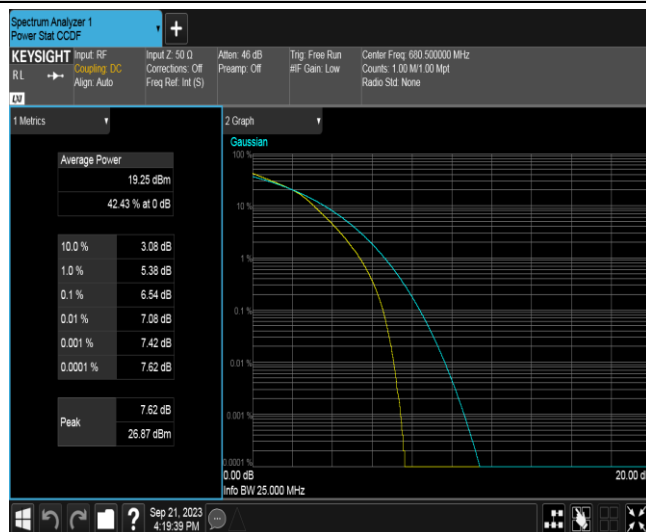 Spectrum Analyzer 1
Power Stat CCDF
+
KEYSIGHT
RL
LXI
Input: RF
Coupling: DC
Align: Auto
Input Z: 50 Ω
Corrections: Off
Freq Ref: Int (S)
Atten: 46 dB
Preamp: Off
Trig: Free Run
#IF Gain: Low
Center Freq: 680.500000 MHz
Counts: 1.00 M/1.00 Mpt
Radio Std: None
1 Metrics
Average Power
19.25 dBm
42.43 % at 0 dB
10.0 % 3.08 dB
1.0 % 5.38 dB
0.1 % 6.54 dB
0.01 % 7.08 dB
0.001 % 7.42 dB
0.0001 % 7.62 dB
Peak
7.62 dB
26.87 dBm
2 Graph
Gaussian
100 %
10 %
1 %
0.1 %
0.01 %
0.001 %
0.0001 %
0.00 dB
20.00 d
Info BW 25.000 MHz
?
Sep 21, 2023
4:19:39 PM